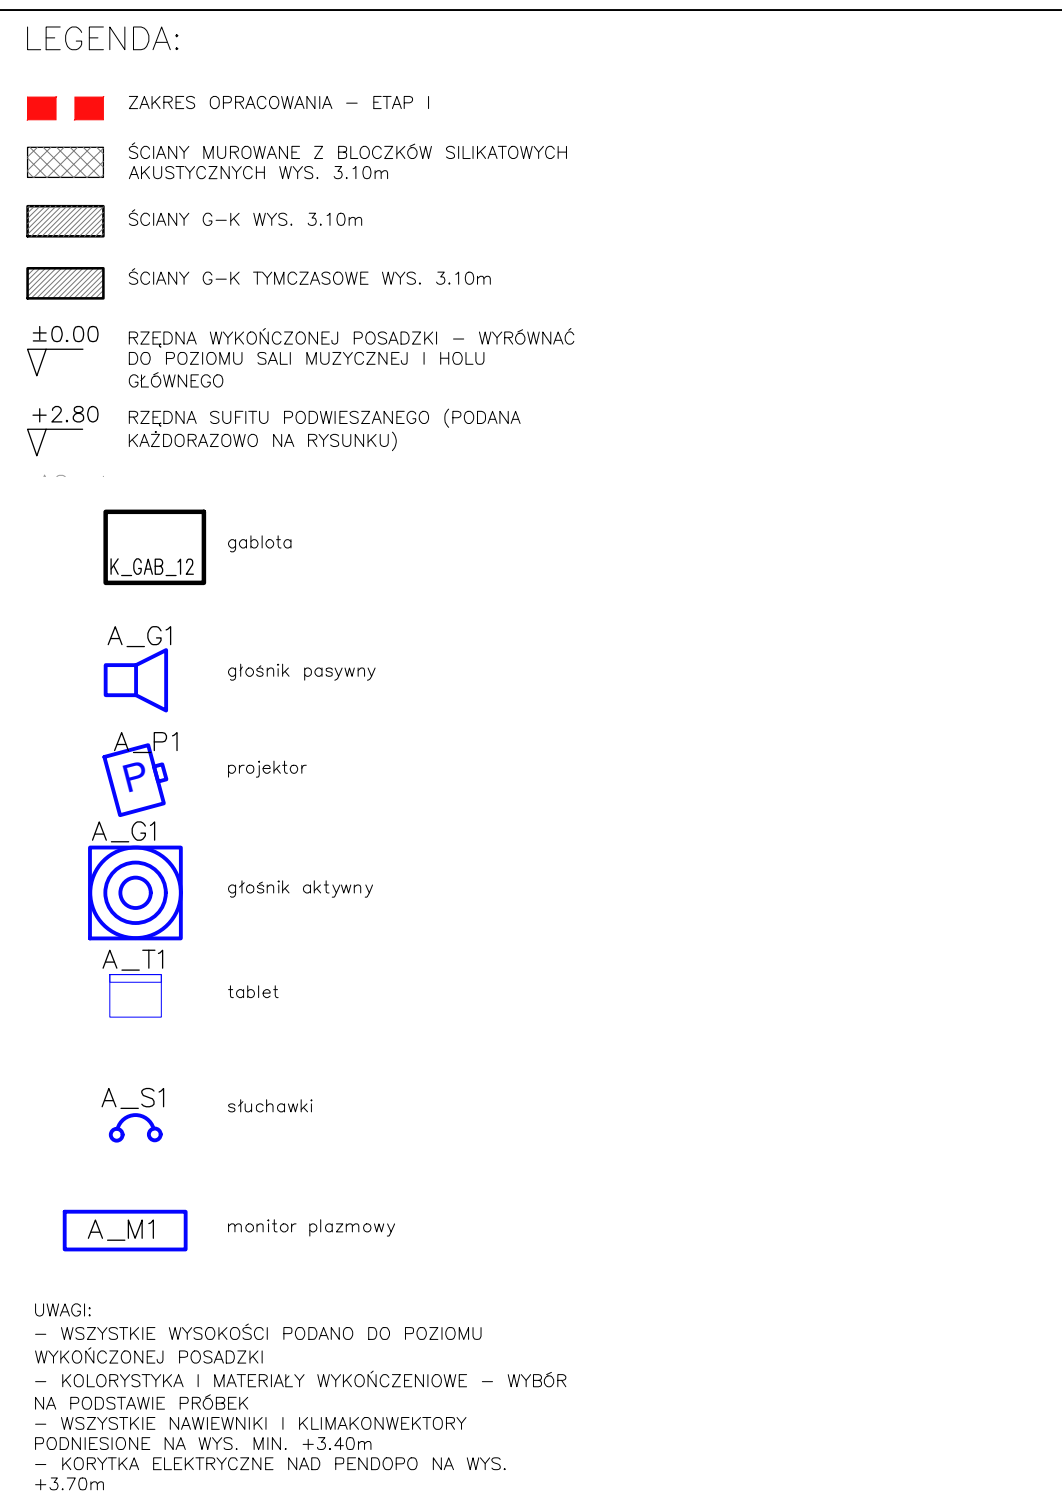 LEGENDA:
ZAKRES OPRACOWANIA – ETAP I
ŚCIANY MUROWANE Z BLOCZKÓW SILIKATOWYCH
AKUSTYCZNYCH WYS. 3.10m
ŚCIANY G–K WYS. 3.10m
ŚCIANY G–K TYMCZASOWE WYS. 3.10m
±0.00
RZĘDNA WYKOŃCZONEJ POSADZKI – WYRÓWNAĆ
DO POZIOMU SALI MUZYCZNEJ I HOLU
GŁÓWNEGO
+2.80
RZĘDNA SUFITU PODWIESZANEGO (PODANA
KAŻDORAZOWO NA RYSUNKU)
K_GAB_12
gablota
A_G1
głośnik pasywny
A_P1
P
projektor
A_G1
głośnik aktywny
A_T1
tablet
A_S1
słuchawki
A_M1
monitor plazmowy
UWAGI:
– WSZYSTKIE WYSOKOŚCI PODANO DO POZIOMU
WYKOŃCZONEJ POSADZKI
– KOLORYSTYKA I MATERIAŁY WYKOŃCZENIOWE – WYBÓR
NA PODSTAWIE PRÓBEK
– WSZYSTKIE NAWIEWNIKI I KLIMAKONWEKTORY
PODNIESIONE NA WYS. MIN. +3.40m
– KORYTKA ELEKTRYCZNE NAD PENDOPO NA WYS.
+3.70m